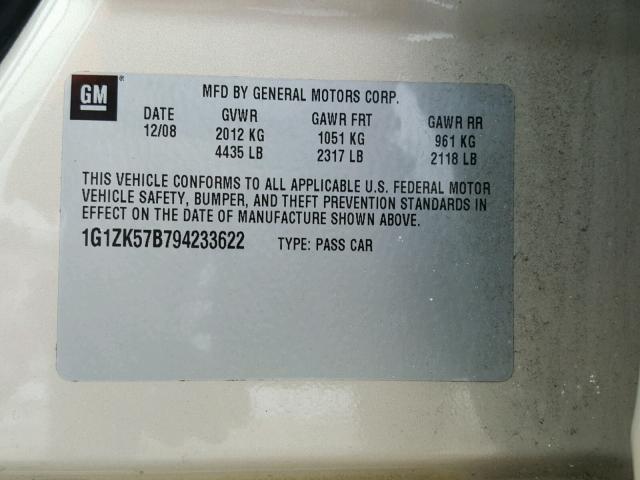 GM®
MFD BY GENERAL MOTORS CORP.
DATE GVWR GAWR FRT GAWR RR
12/08 2012 KG 1051 KG 961 KG
4435 LB 2317 LB 2118 LB
THIS VEHICLE CONFORMS TO ALL APPLICABLE U.S. FEDERAL MOTOR
VEHICLE SAFETY, BUMPER, AND THEFT PREVENTION STANDARDS IN
EFFECT ON THE DATE OF MANUFACTURE SHOWN ABOVE.
1G1ZK57B794233622 TYPE: PASS CAR